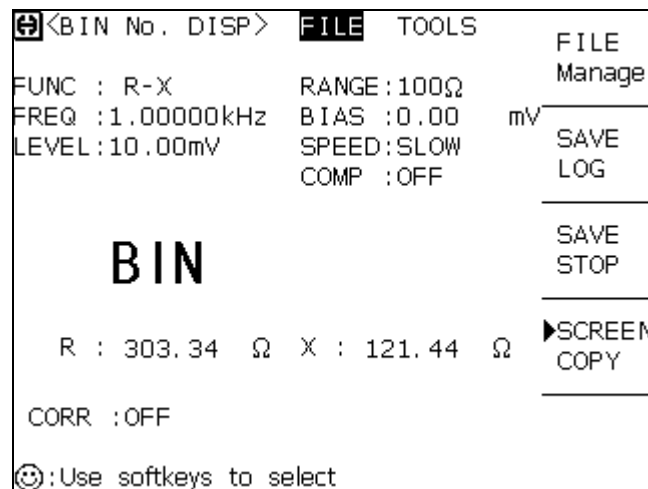 <BIN No. DISP> FILE TOOLS
FUNC : R-X RANGE:100Ω
FREQ :1.00000kHz BIAS :0.00 mV
LEVEL:10.00mV SPEED:SLOW
COMP :OFF
BIN
R : 303.34 Ω X : 121.44 Ω
CORR :OFF
:Use softkeys to select
FILE
Manage
SAVE
LOG
SAVE
STOP
SCREEN
COPY